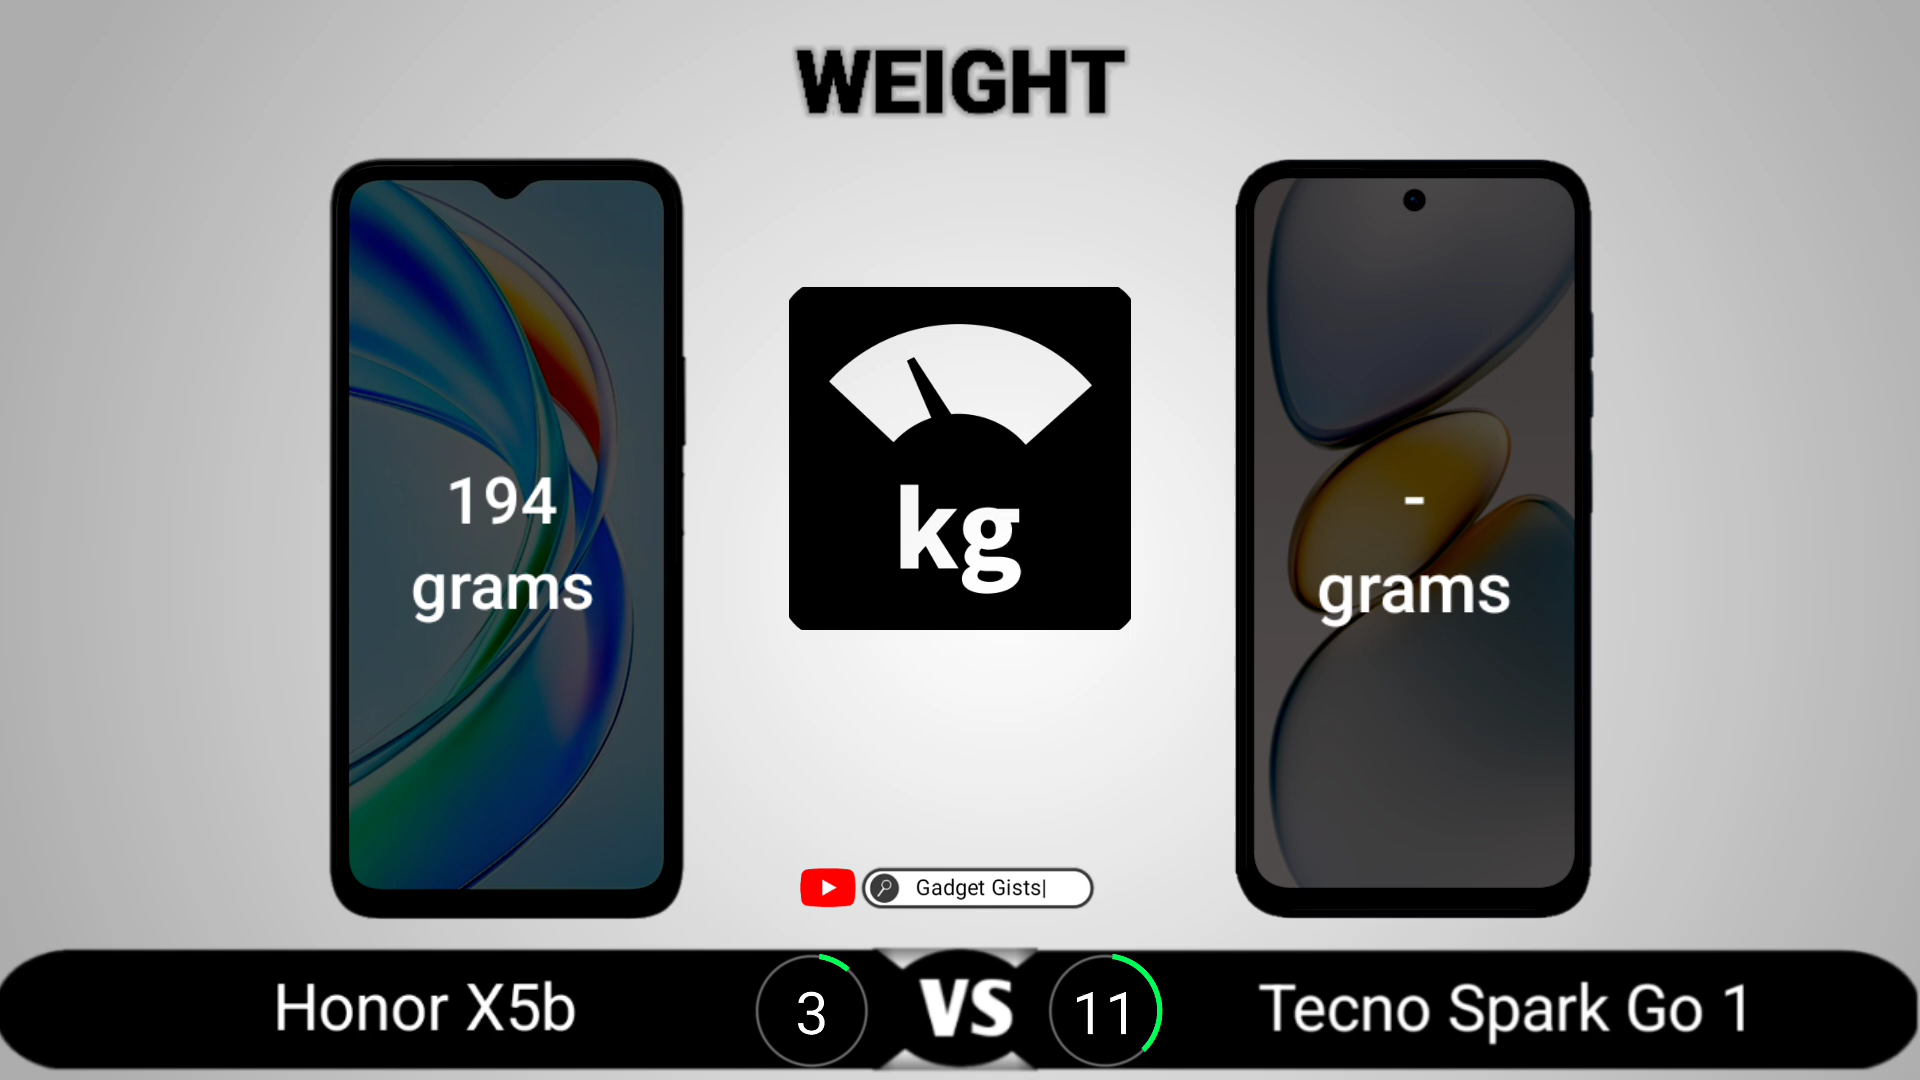 WEIGHT
194
grams
kg
-
grams
Gadget Gists|
Honor X5b
3
VS
11
Tecno Spark Go 1